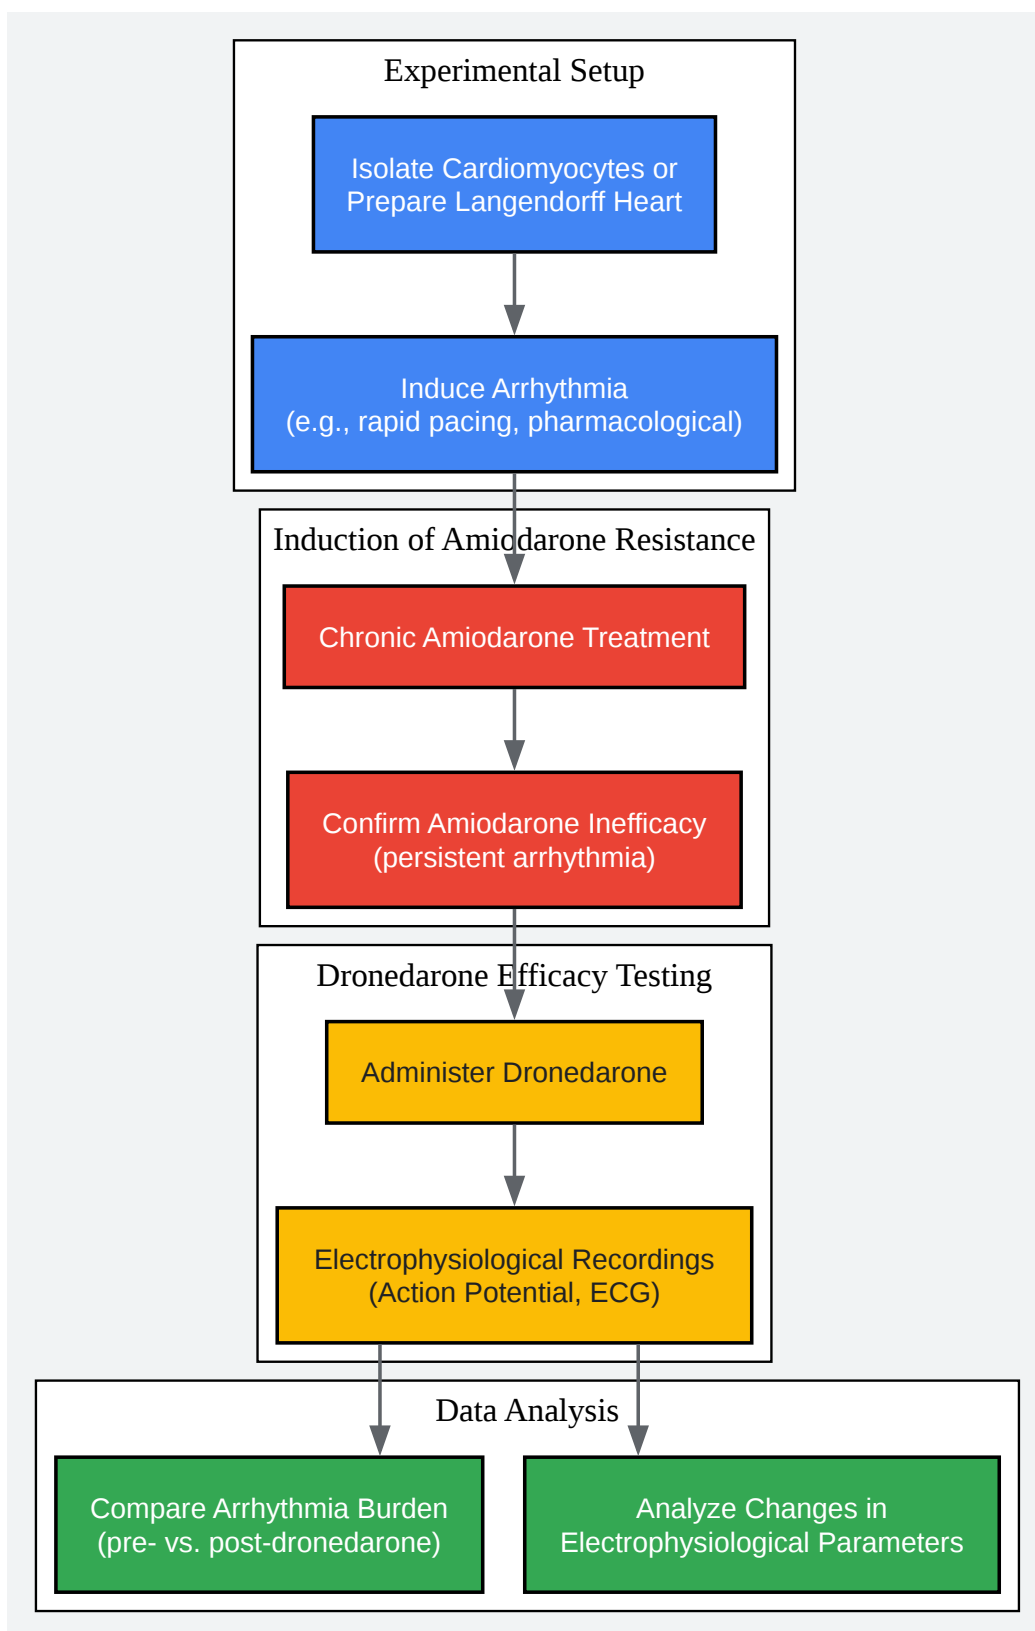 Experimental Setup
Isolate Cardiomyocytes or
Prepare Langendorff Heart
Induce Arrhythmia
(e.g., rapid pacing, pharmacological)
Induction of Amiodarone Resistance
Chronic Amiodarone Treatment
Confirm Amiodarone Inefficacy
(persistent arrhythmia)
Dronedarone Efficacy Testing
Administer Dronedarone
Electrophysiological Recordings
(Action Potential, ECG)
Data Analysis
Compare Arrhythmia Burden
(pre- vs. post-dronedarone)
Analyze Changes in
Electrophysiological Parameters